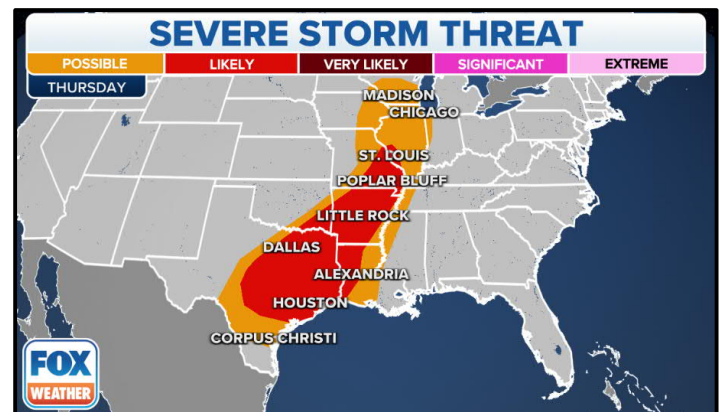 SEVERE STORM THREAT
POSSIBLE LIKELY VERY LIKELY SIGNIFICANT EXTREME
THURSDAY
MADISON
CHICAGO
ST. LOUIS
POPLAR BLUFF
LITTLE ROCK
DALLAS
ALEXANDRIA
HOUSTON
CORPUS CHRISTI
FOX
WEATHER